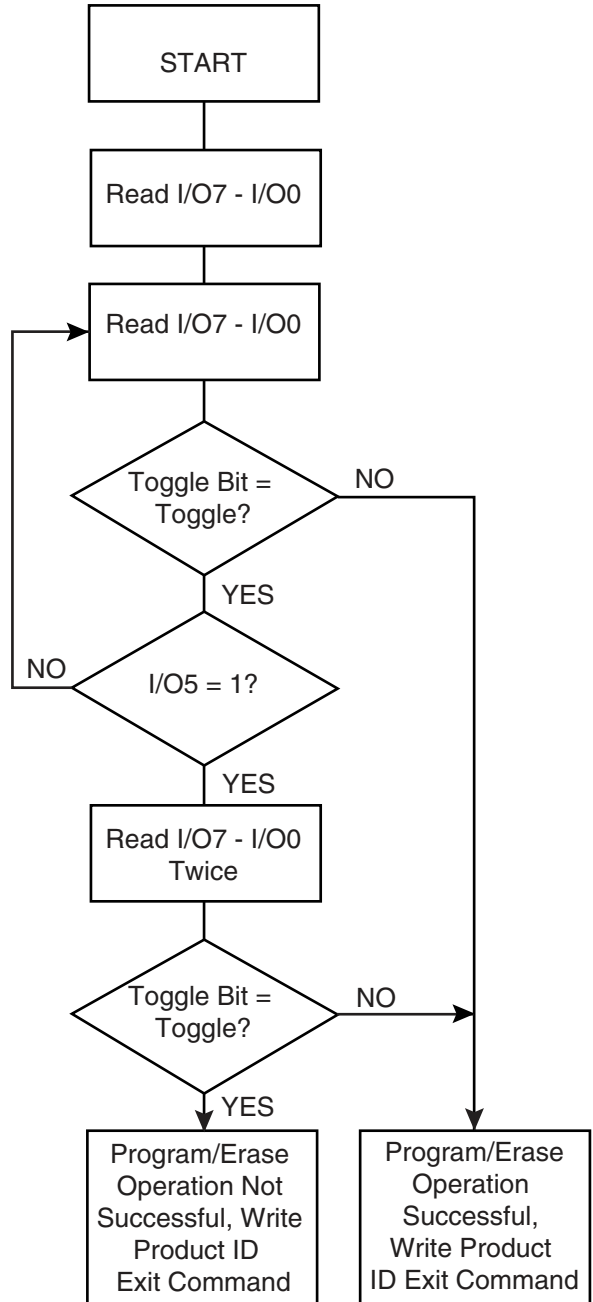 START
Read I/O7 - I/O0
Read I/O7 - I/O0
Toggle Bit =
Toggle?
NO
YES
NO
I/O5 = 1?
YES
Read I/O7 - I/O0
Twice
Toggle Bit =
Toggle?
NO
YES
Program/Erase
Operation Not
Successful, Write
Product ID
Exit Command
Program/Erase
Operation
Successful,
Write Product
ID Exit Command